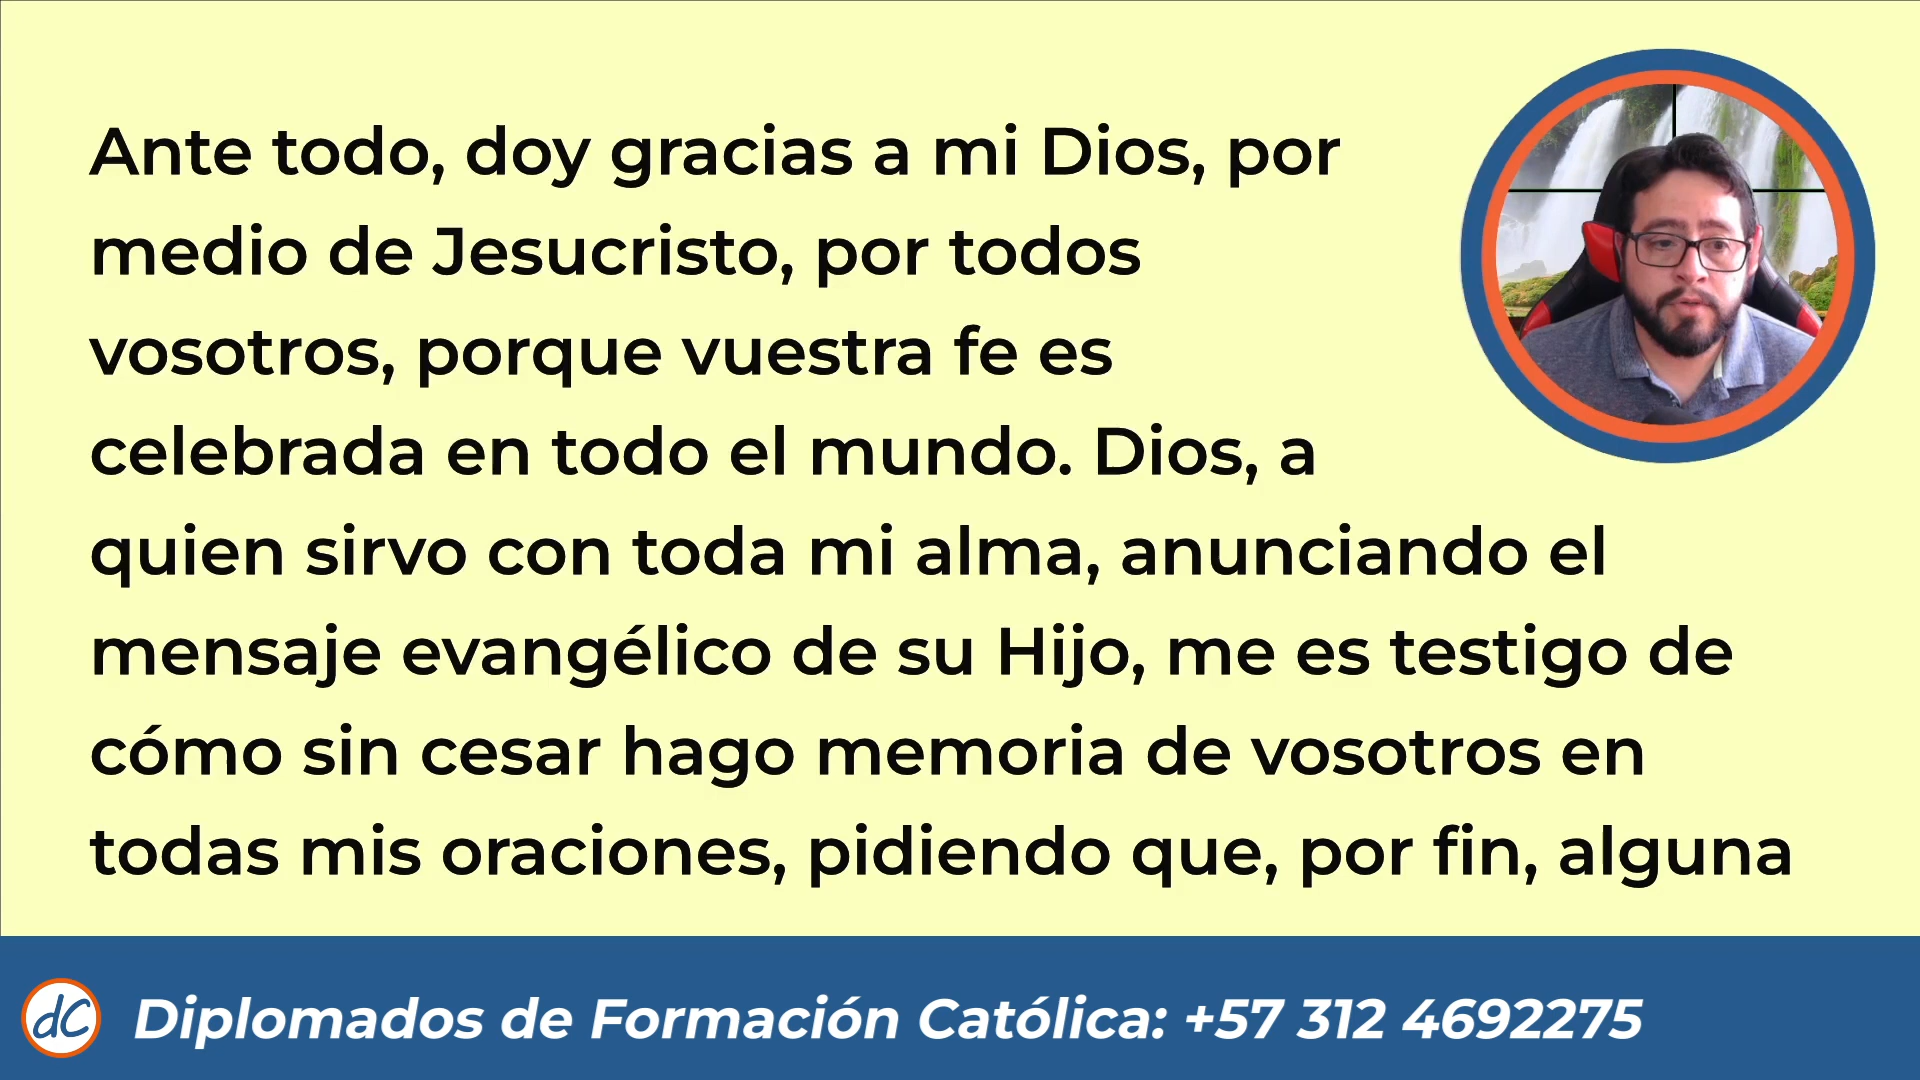 Ante todo, doy gracias a mi Dios, por
medio de Jesucristo, por todos
vosotros, porque vuestra fe es
celebrada en todo el mundo. Dios, a
quien sirvo con toda mi alma, anunciando el
mensaje evangélico de su Hijo, me es testigo de
cómo sin cesar hago memoria de vosotros en
todas mis oraciones, pidiendo que, por fin, alguna
dC Diplomados de Formación Católica: +57 312 4692275